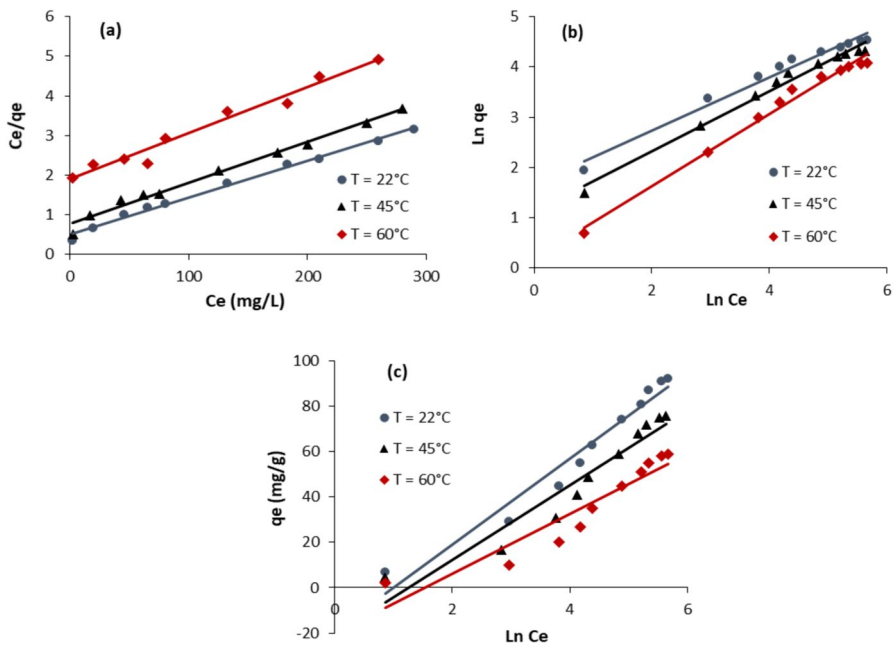 (a)
Ce/qe
6
5
4
3
2
1
0
T = 22°C
T = 45°C
T = 60°C
0 100 200 300
Ce (mg/L)
(b)
Ln qe
5
4
3
2
1
0
T = 22°C
T = 45°C
T = 60°C
0 2 4 6
Ln Ce
(c)
qe (mg/g)
100
80
60
40
20
0
-20
T = 22°C
T = 45°C
T = 60°C
0 2 4 6
Ln Ce